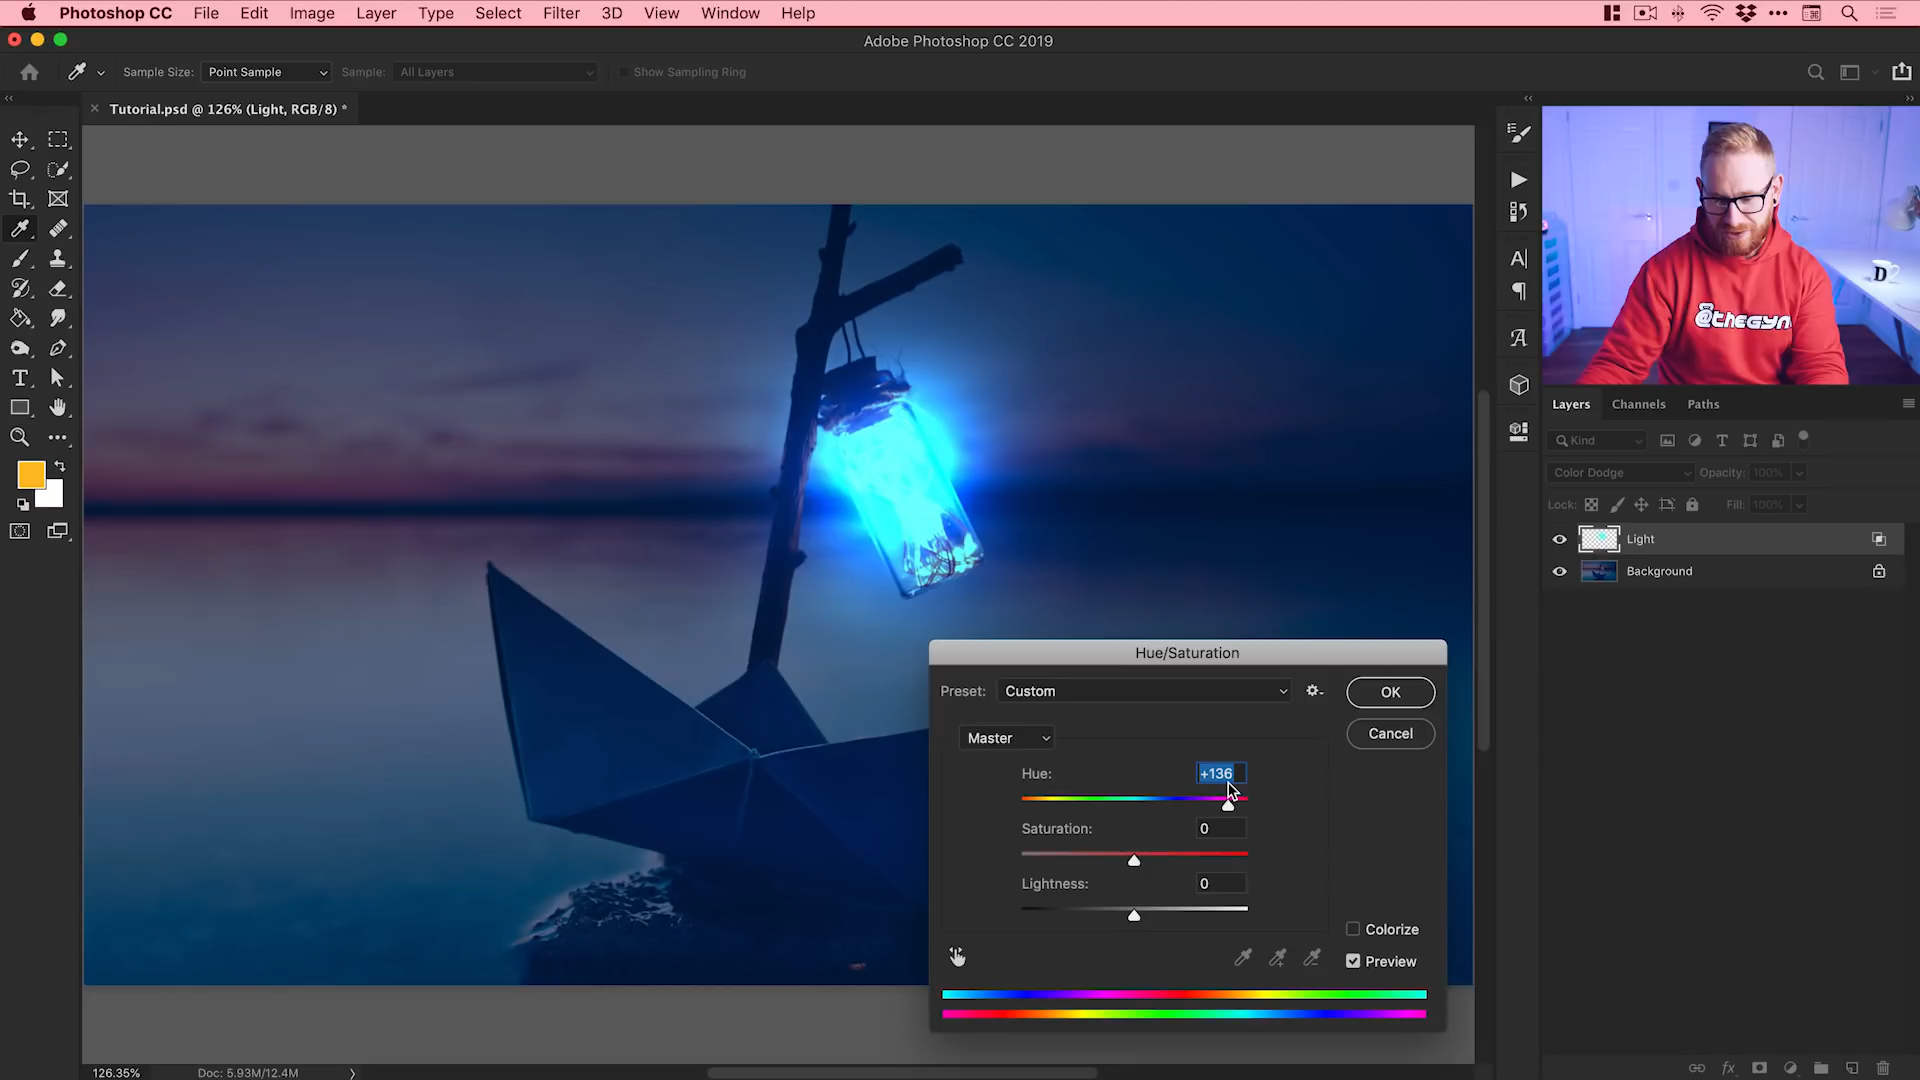 Photoshop CC File Edit Image Layer Type Select Filter 3D View Window Help
Adobe Photoshop CC 2019
Sample Size: Point Sample Sample: All Layers Show Sampling Ring
Tutorial.psd @ 126% (Light, RGB/8) *
D
@theGYM
Layers Channels Paths
Kind
Color Dodge Opacity: 100%
Lock: Fill: 100%
Light
Background
Hue/Saturation
Preset: Custom
OK
Cancel
Master
Hue: +136
Saturation: 0
Lightness: 0
Colorize
Preview
126.35% Doc: 5.93M/12.4M